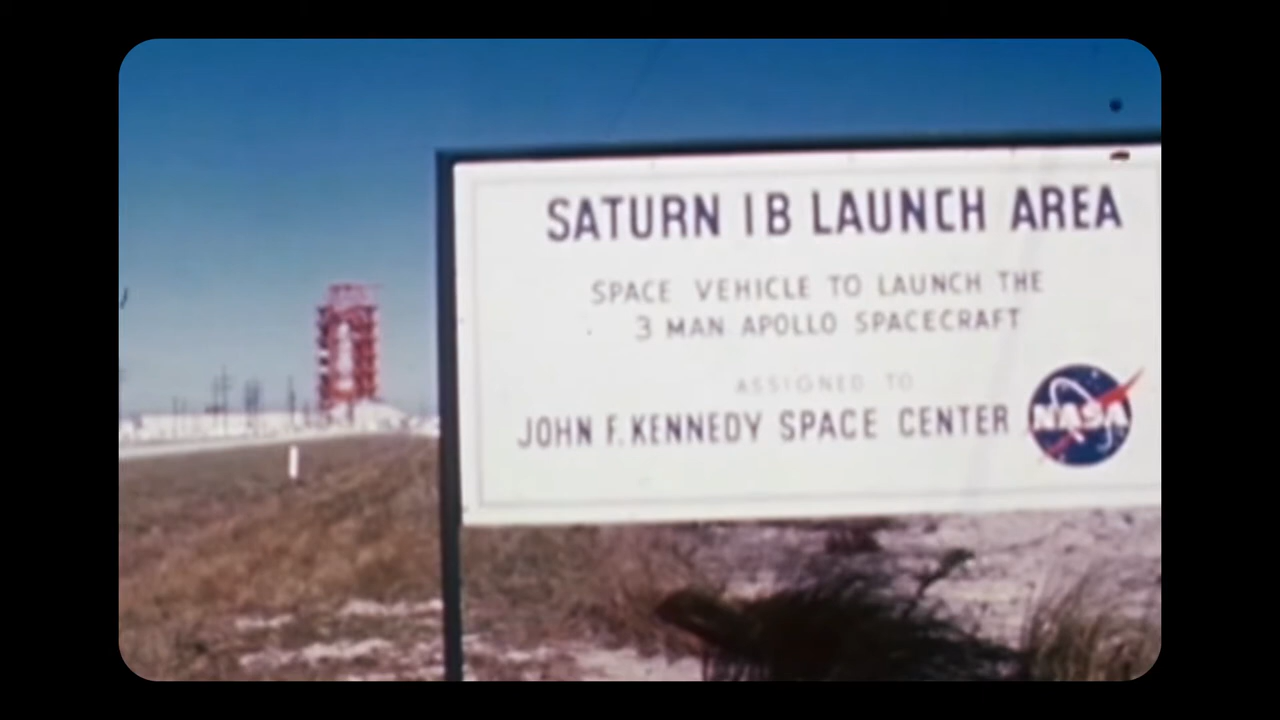 SATURN IB LAUNCH AREA
SPACE VEHICLE TO LAUNCH THE
3 MAN APOLLO SPACECRAFT
ASSIGNED TO
JOHN F. KENNEDY SPACE CENTER
NASA